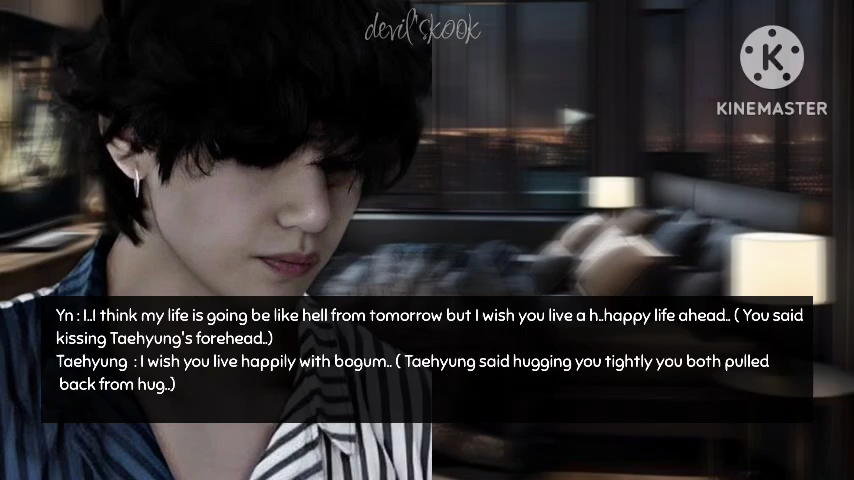 devil'skook
K
KINEMASTER
Yn : I..I think my life is going be like hell from tomorrow but I wish you live a h..happy life ahead.. ( You said
kissing Taehyung's forehead..)
Taehyung : I wish you live happily with bogum.. ( Taehyung said hugging you tightly you both pulled
back from hug..)